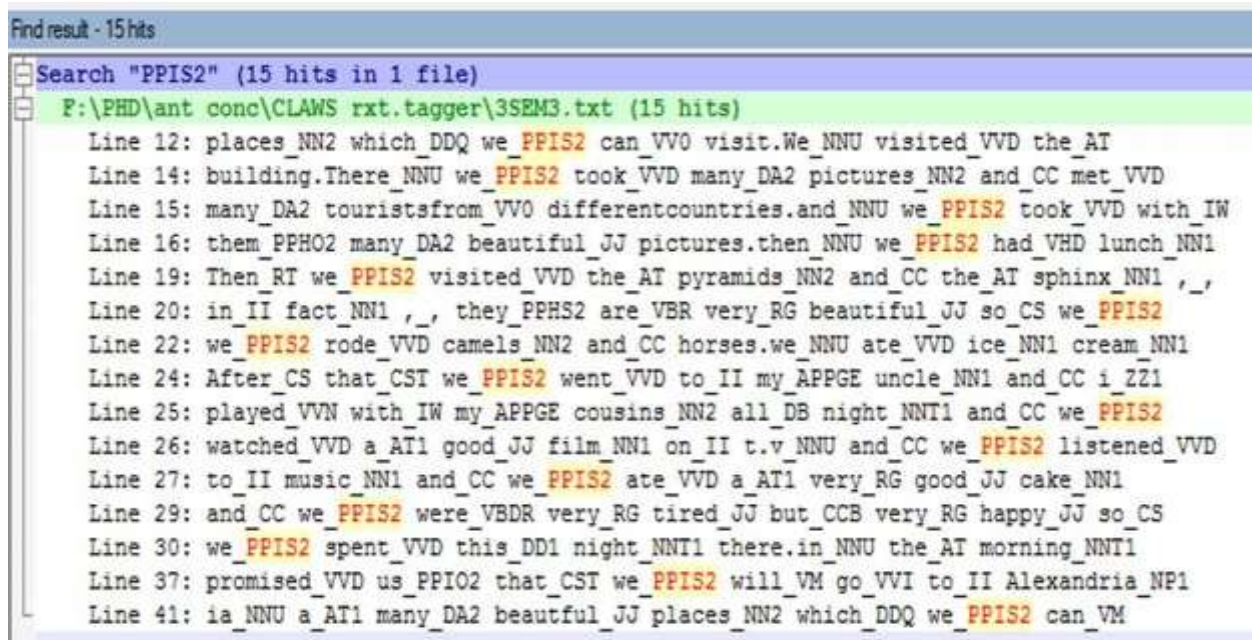 Find result - 15 hits
Search "PPIS2" (15 hits in 1 file)
F:\PHD\ant conc\CLAWS rxt.tagger\3SEM3.txt (15 hits)
Line 12: places_NN2 which_DDQ we_PPIS2 can_VV0 visit.We_NNU visited_VVD the_AT
Line 14: building.There_NNU we_PPIS2 took_VVD many_DA2 pictures_NN2 and_CC met_VVD
Line 15: many_DA2 touristsfrom_VV0 differentcountries.and_NNU we_PPIS2 took_VVD with_IW
Line 16: them_PPHO2 many_DA2 beautiful_JJ pictures.then_NNU we_PPIS2 had_VHD lunch_NN1
Line 19: Then_RT we_PPIS2 visited_VVD the_AT pyramids_NN2 and_CC the_AT sphinx_NN1 ,_,
Line 20: in_II fact_NN1 ,_, they_PPHS2 are_VBR very_RG beautiful_JJ so_CS we_PPIS2
Line 22: we_PPIS2 rode_VVD camels_NN2 and_CC horses.we_NNU ate_VVD ice_NN1 cream_NN1
Line 24: After_CS that_CST we_PPIS2 went_VVD to_II my_APPGE uncle_NN1 and_CC i_ZZ1
Line 25: played_VVN with_IW my_APPGE cousins_NN2 all_DB night_NNT1 and_CC we_PPIS2
Line 26: watched_VVD a_AT1 good_JJ film_NN1 on_II t.v_NNU and_CC we_PPIS2 listened_VVD
Line 27: to_II music_NN1 and_CC we_PPIS2 ate_VVD a_AT1 very_RG good_JJ cake_NN1
Line 29: and_CC we_PPIS2 were_VBDR very_RG tired_JJ but_CCB very_RG happy_JJ so_CS
Line 30: we_PPIS2 spent_VVD this_DD1 night_NNT1 there.in_NNU the_AT morning_NNT1
Line 37: promised_VVD us_PPIO2 that_CST we_PPIS2 will_VM go_VVI to_II Alexandria_NP1
Line 41: ia_NNU a_AT1 many_DA2 beautful_JJ places_NN2 which_DDQ we_PPIS2 can_VM